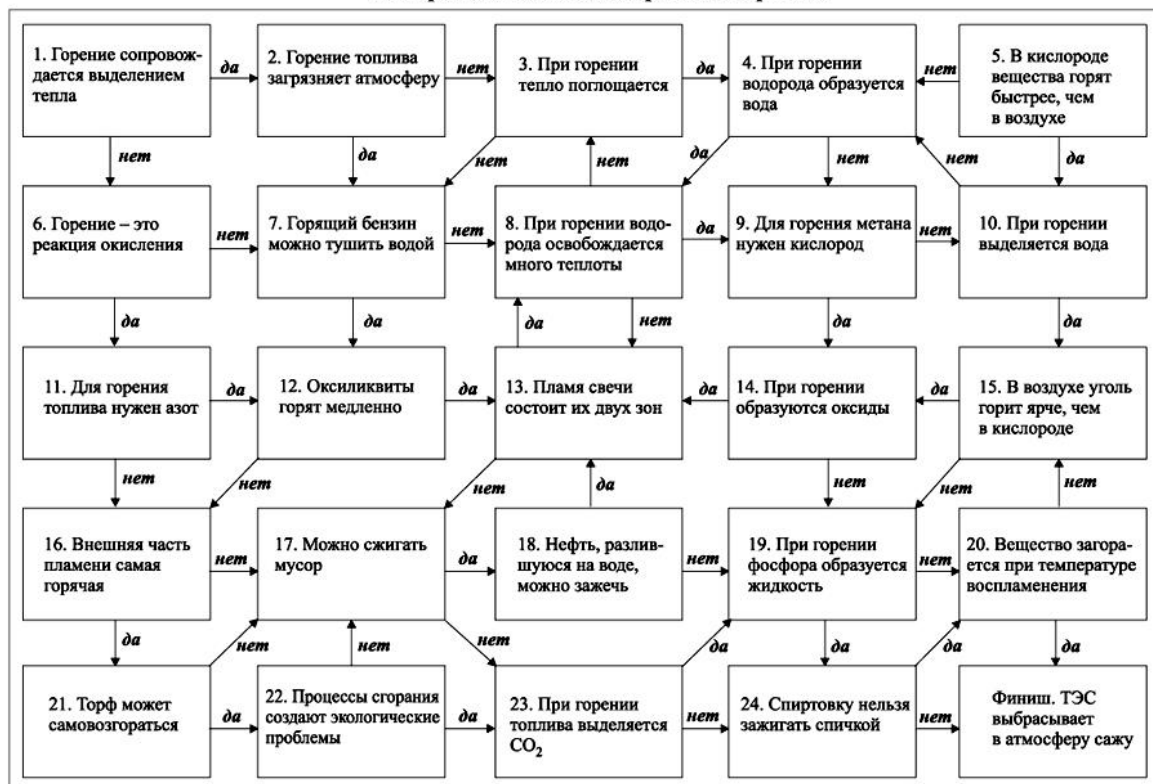 1. Горение сопровож-
дается выделением
тепла
да
2. Горение топлива
загрязняет атмосферу
нет
3. При горении
тепло поглощается
да
4. При горении
водорода образуется
вода
нет
5. В кислороде
вещества горят
быстрее, чем
в воздухе
нет
да
нет
нет
да
нет
нет
да
6. Горение – это
реакция окисления
нет
7. Горящий бензин
можно тушить водой
нет
8. При горении водо-
рода освобождается
много теплоты
да
9. Для горения метана
нужен кислород
нет
10. При горении
выделяется вода
да
да
да
нет
да
да
11. Для горения
топлива нужен азот
да
12. Оксиликвиты
горят медленно
да
13. Пламя свечи
состоит их двух зон
да
14. При горении
образуются оксиды
да
15. В воздухе уголь
горит ярче, чем
в кислороде
нет
нет
нет
да
нет
нет
нет
16. Внешняя часть
пламени самая
горячая
нет
17. Можно сжигать
мусор
да
18. Нефть, разлив-
шуюся на воде,
можно зажечь
нет
19. При горении
фосфора образуется
жидкость
нет
20. Вещество загора-
ется при температуре
воспламенения
да
нет
нет
нет
да
да
да
да
21. Торф может
самовозгораться
да
22. Процессы сгорания
создают экологические
проблемы
да
23. При горении
топлива выделяется
CO₂
нет
24. Спиртовку нельзя
зажигать спичкой
нет
Финиш. ТЭС
выбрасывает
в атмосферу сажу